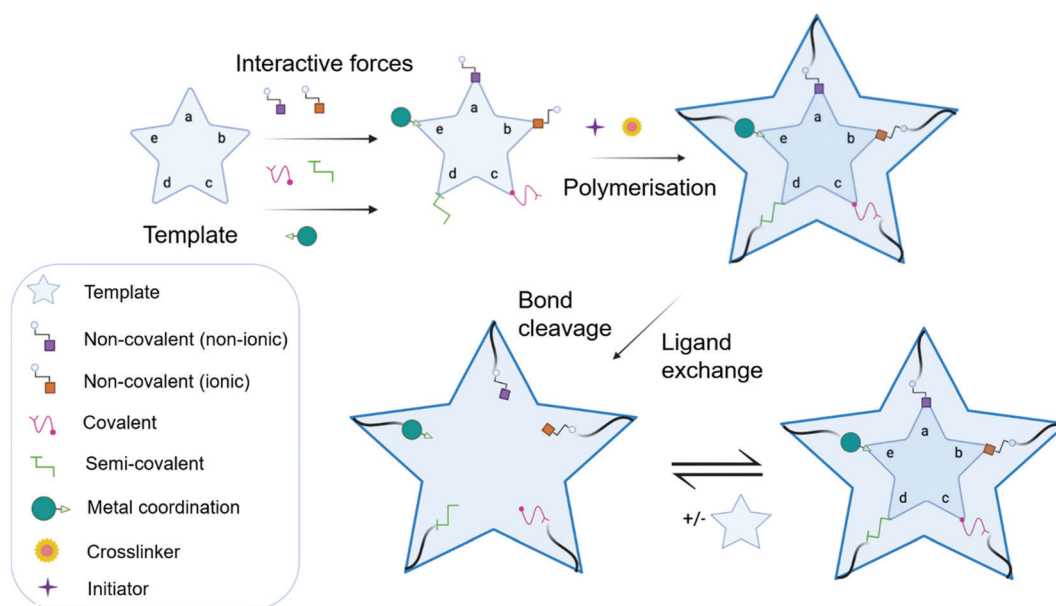 Interactive forces
a
b
c
d
e
Template
a
b
c
d
e
Polymerisation
a
b
c
d
e
Template
Non-covalent (non-ionic)
Non-covalent (ionic)
Covalent
Semi-covalent
Metal coordination
Crosslinker
Initiator
Bond
cleavage
Ligand
exchange
+/-
a
b
c
d
e